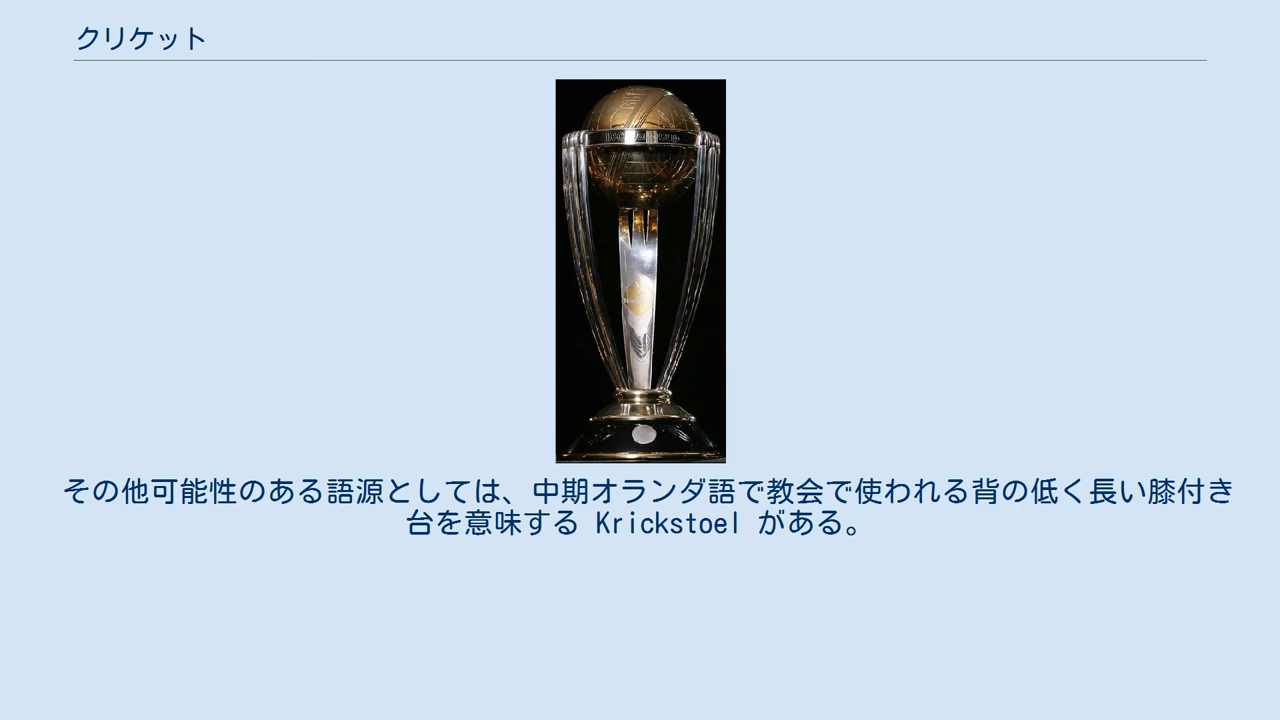 クリケット
その他可能性のある語源としては、中期オランダ語で教会で使われる背の低く長い膝付き
台を意味する Krickstoel がある。